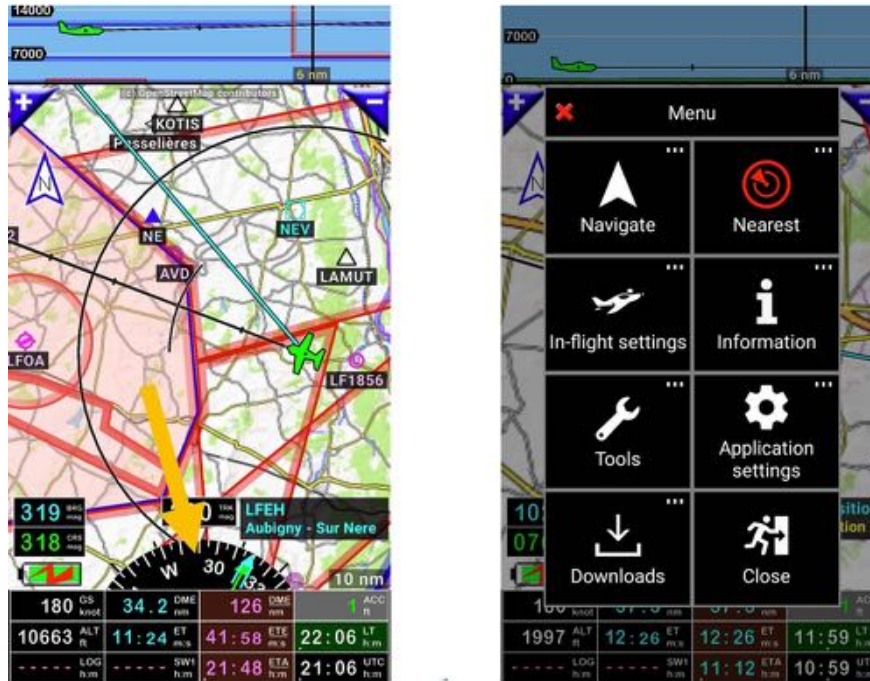 14000
7000
6 nm
(c) OpenStreetMap contributors
KOTIS
Passelières
N
NE
NEV
AVD
LAMUT
LFOA
LF1856
319 BRG mag
TRK mag
LFEH
Aubigny - Sur Nere
318 CRS mag
W 30 33
10 nm
180 GS knot
34.2 DME nm
126 DME nm
1 ACC ft
10663 ALT ft
11:24 ET m:s
41:58 ETE m:s
22:06 LT h:m
----- LOG h:m
----- SW1 h:m
21:48 ETA h:m
21:06 UTC h:m
7000
0
6 nm
Menu
Navigate
Nearest
In-flight settings
Information
Tools
Application
settings
Downloads
Close
1997 ALT ft
12:26 ET m:s
12:26 ET m:s
11:59 LT h:m
----- LOG h:m
----- SW1 h:m
11:12 ETA h:m
10:59 UTC h:m